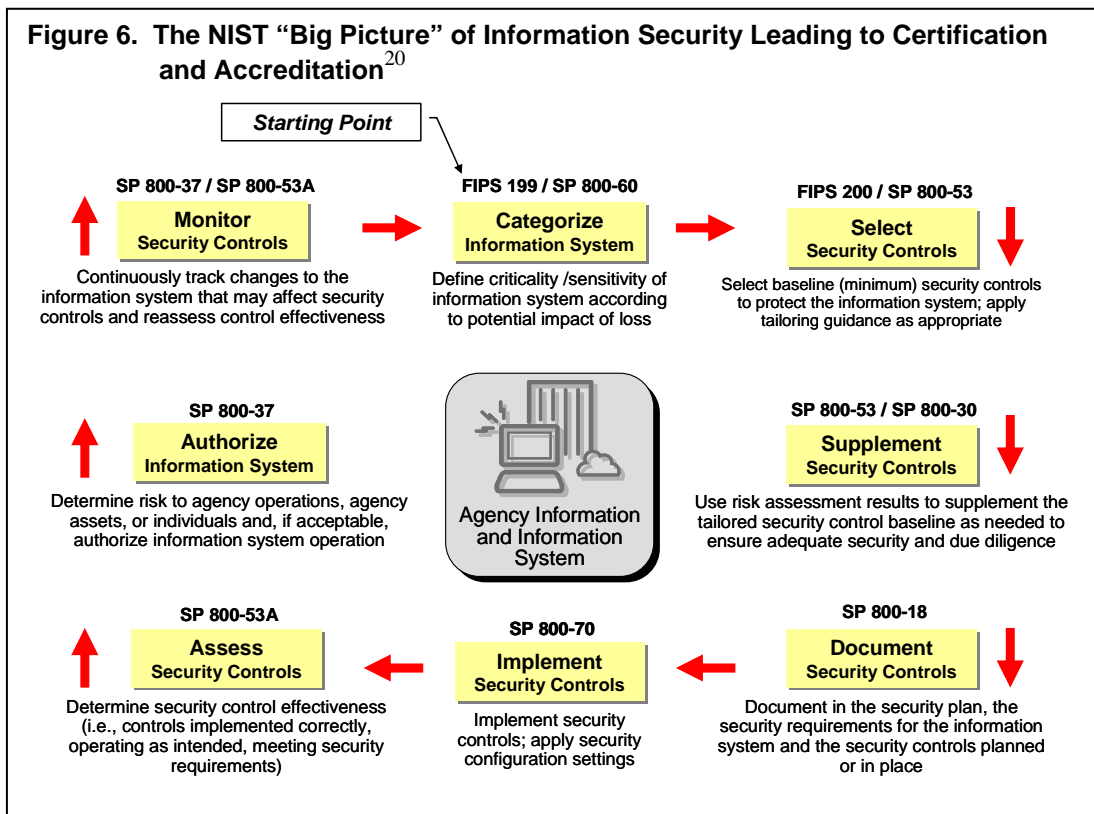 Figure 6. The NIST “Big Picture” of Information Security Leading to Certification
and Accreditation20
Starting Point
SP 800-37 / SP 800-53A
Monitor
Security Controls
Continuously track changes to the
information system that may affect security
controls and reassess control effectiveness
FIPS 199 / SP 800-60
Categorize
Information System
Define criticality /sensitivity of
information system according
to potential impact of loss
FIPS 200 / SP 800-53
Select
Security Controls
Select baseline (minimum) security controls
to protect the information system; apply
tailoring guidance as appropriate
SP 800-37
Authorize
Information System
Determine risk to agency operations, agency
assets, or individuals and, if acceptable,
authorize information system operation
Agency Information
and Information
System
SP 800-53 / SP 800-30
Supplement
Security Controls
Use risk assessment results to supplement the
tailored security control baseline as needed to
ensure adequate security and due diligence
SP 800-53A
Assess
Security Controls
Determine security control effectiveness
(i.e., controls implemented correctly,
operating as intended, meeting security
requirements)
SP 800-70
Implement
Security Controls
Implement security
controls; apply security
configuration settings
SP 800-18
Document
Security Controls
Document in the security plan, the
security requirements for the information
system and the security controls planned
or in place